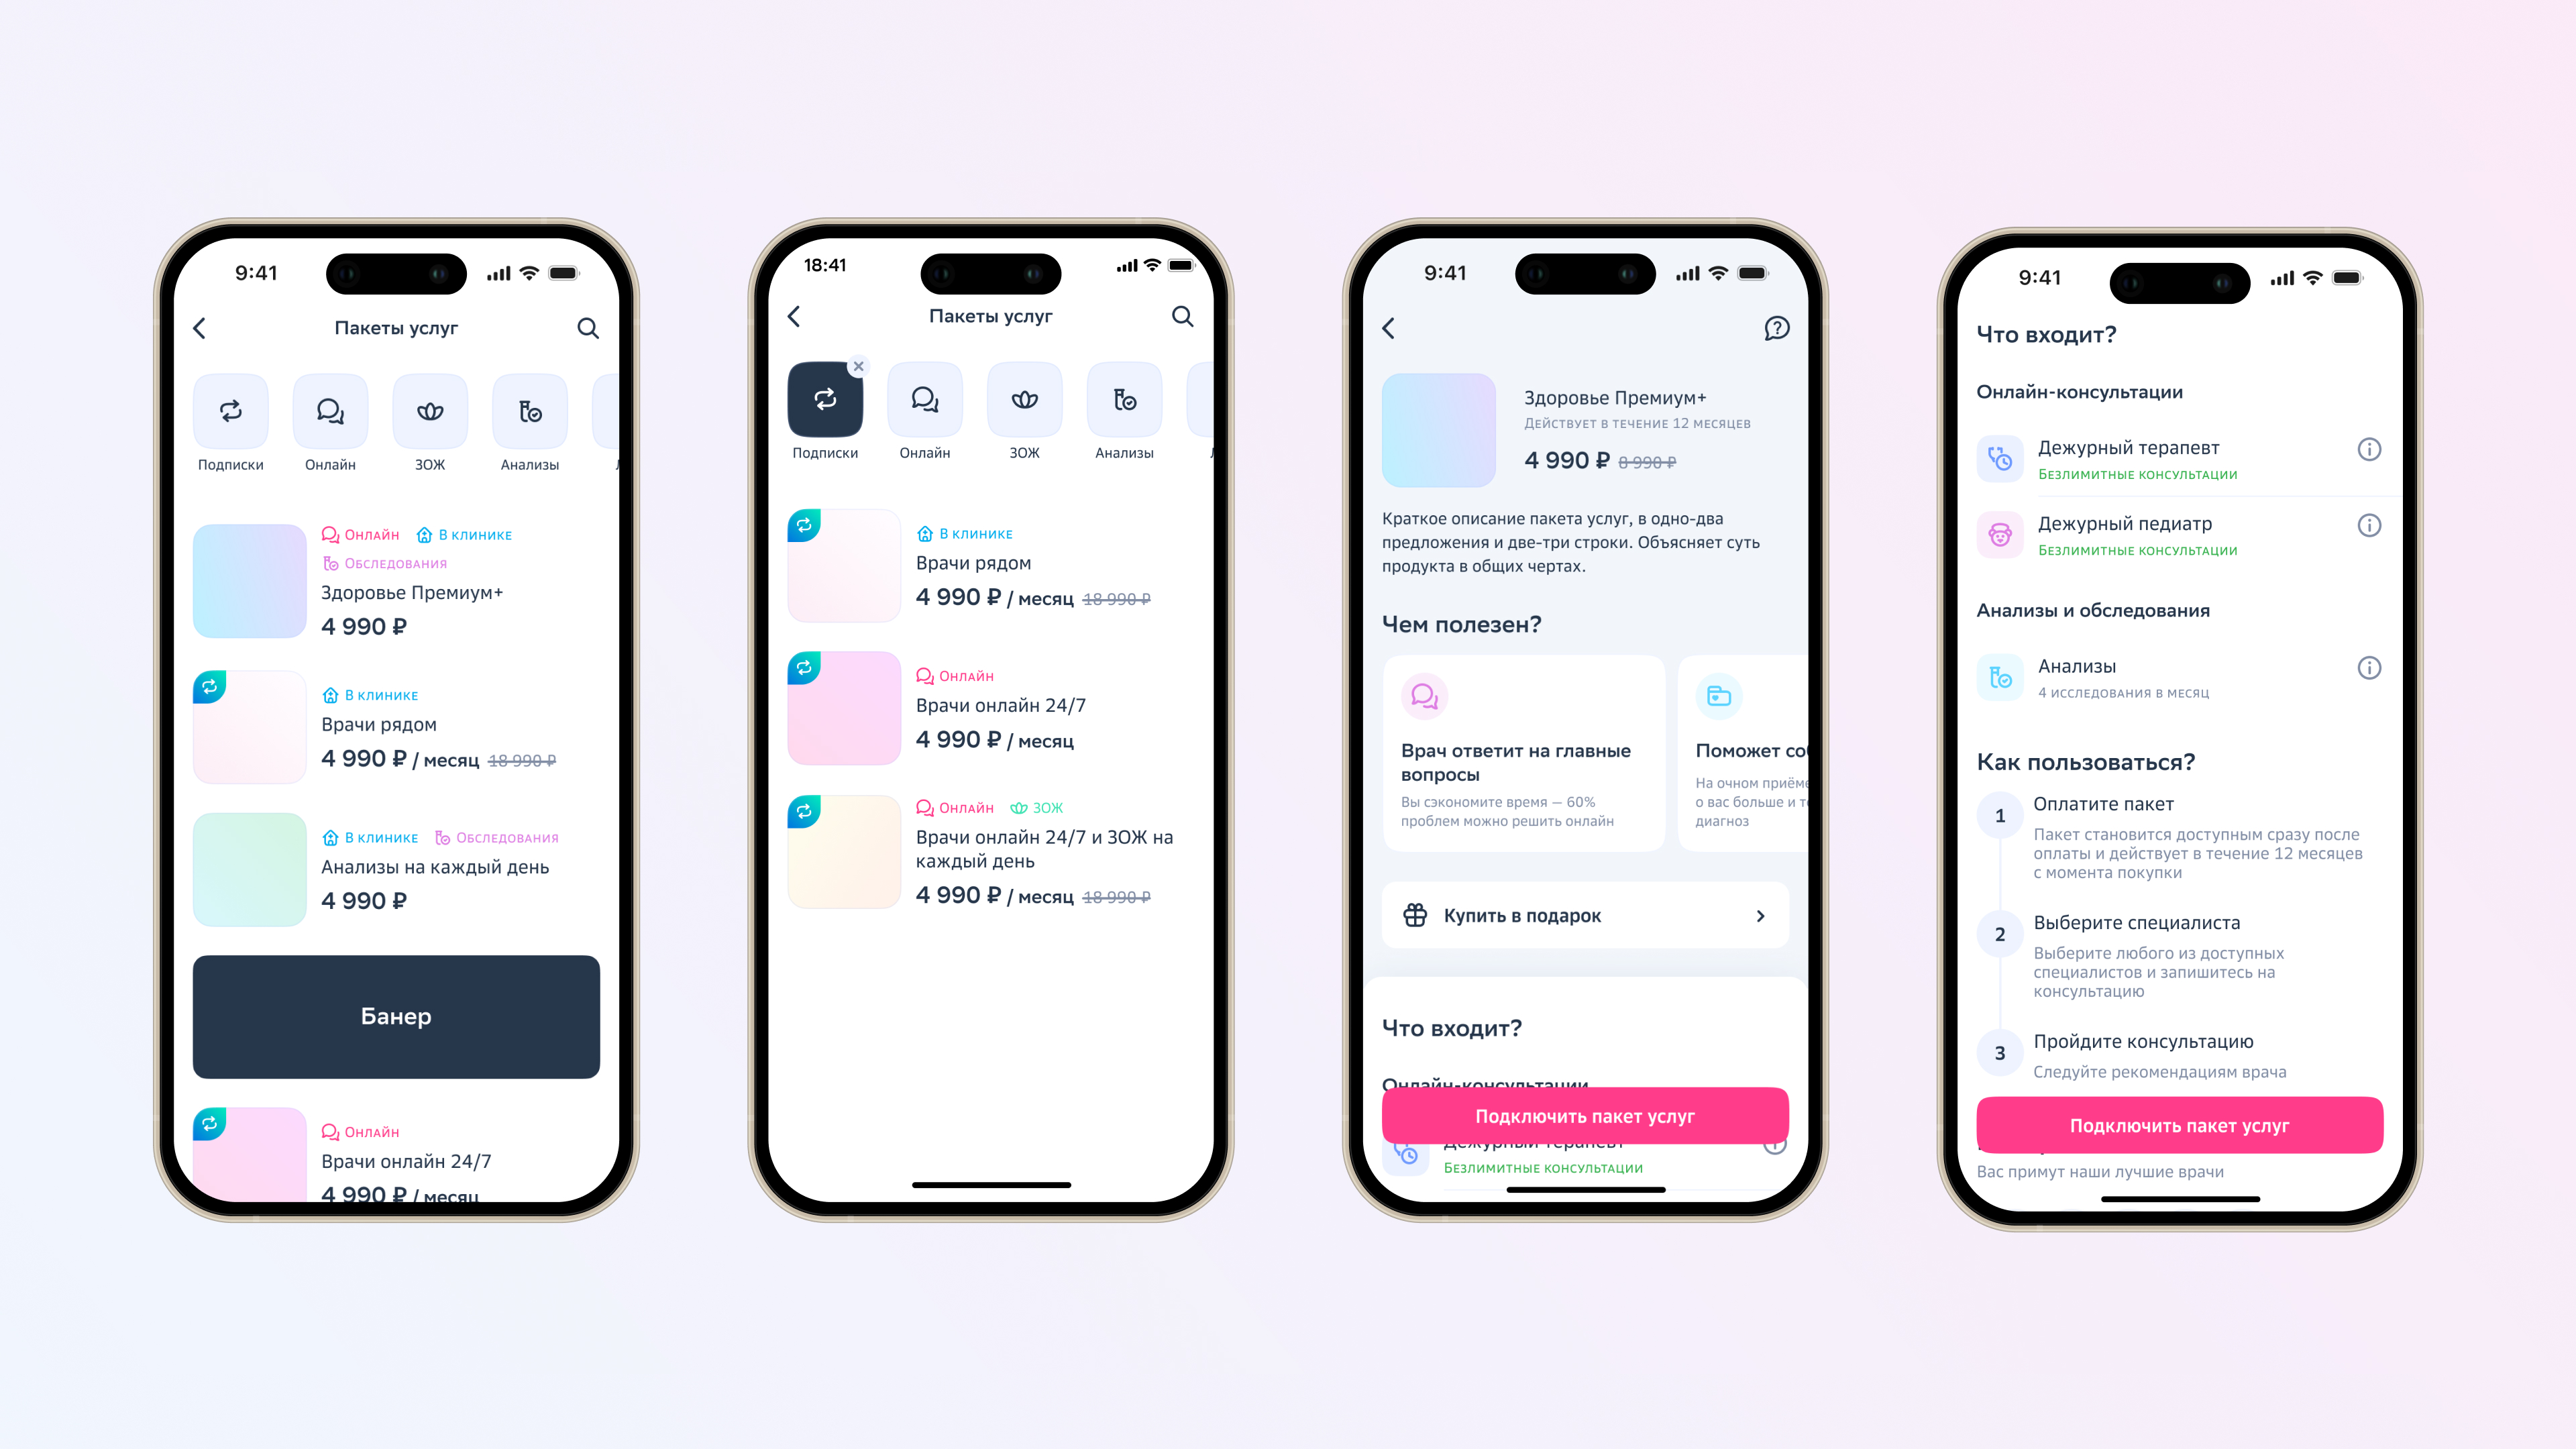 9:41
Пакеты услуг
Подписки
Онлайн
ЗОЖ
Анализы
Онлайн
В клинике
Обследования
Здоровье Премиум+
4 990 ₽
В клинике
Врачи рядом
4 990 ₽ / месяц 18 990 ₽
В клинике
Обследования
Анализы на каждый день
4 990 ₽
Банер
Онлайн
Врачи онлайн 24/7
4 990 ₽ / месяц
18:41
Пакеты услуг
Подписки
Онлайн
ЗОЖ
Анализы
В клинике
Врачи рядом
4 990 ₽ / месяц 18 990 ₽
Онлайн
Врачи онлайн 24/7
4 990 ₽ / месяц
Онлайн
ЗОЖ
Врачи онлайн 24/7 и ЗОЖ на
каждый день
4 990 ₽ / месяц 18 990 ₽
9:41
Здоровье Премиум+
Действует в течение 12 месяцев
4 990 ₽ 8 990 ₽
Краткое описание пакета услуг, в одно-два
предложения и две-три строки. Объясняет суть
продукта в общих чертах.
Чем полезен?
Врач ответит на главные
вопросы
Вы сэкономите время — 60%
проблем можно решить онлайн
Поможет со
На очном приёме
о вас больше и т
диагноз
Купить в подарок
Что входит?
Онлайн-консультации
Подключить пакет услуг
Дежурный терапевт
Безлимитные консультации
9:41
Что входит?
Онлайн-консультации
Дежурный терапевт
Безлимитные консультации
Дежурный педиатр
Безлимитные консультации
Анализы и обследования
Анализы
4 исследования в месяц
Как пользоваться?
1
Оплатите пакет
Пакет становится доступным сразу после
оплаты и действует в течение 12 месяцев
с момента покупки
2
Выберите специалиста
Выберите любого из доступных
специалистов и запишитесь на
консультацию
3
Пройдите консультацию
Следуйте рекомендациям врача
Подключить пакет услуг
Вас примут наши лучшие врачи